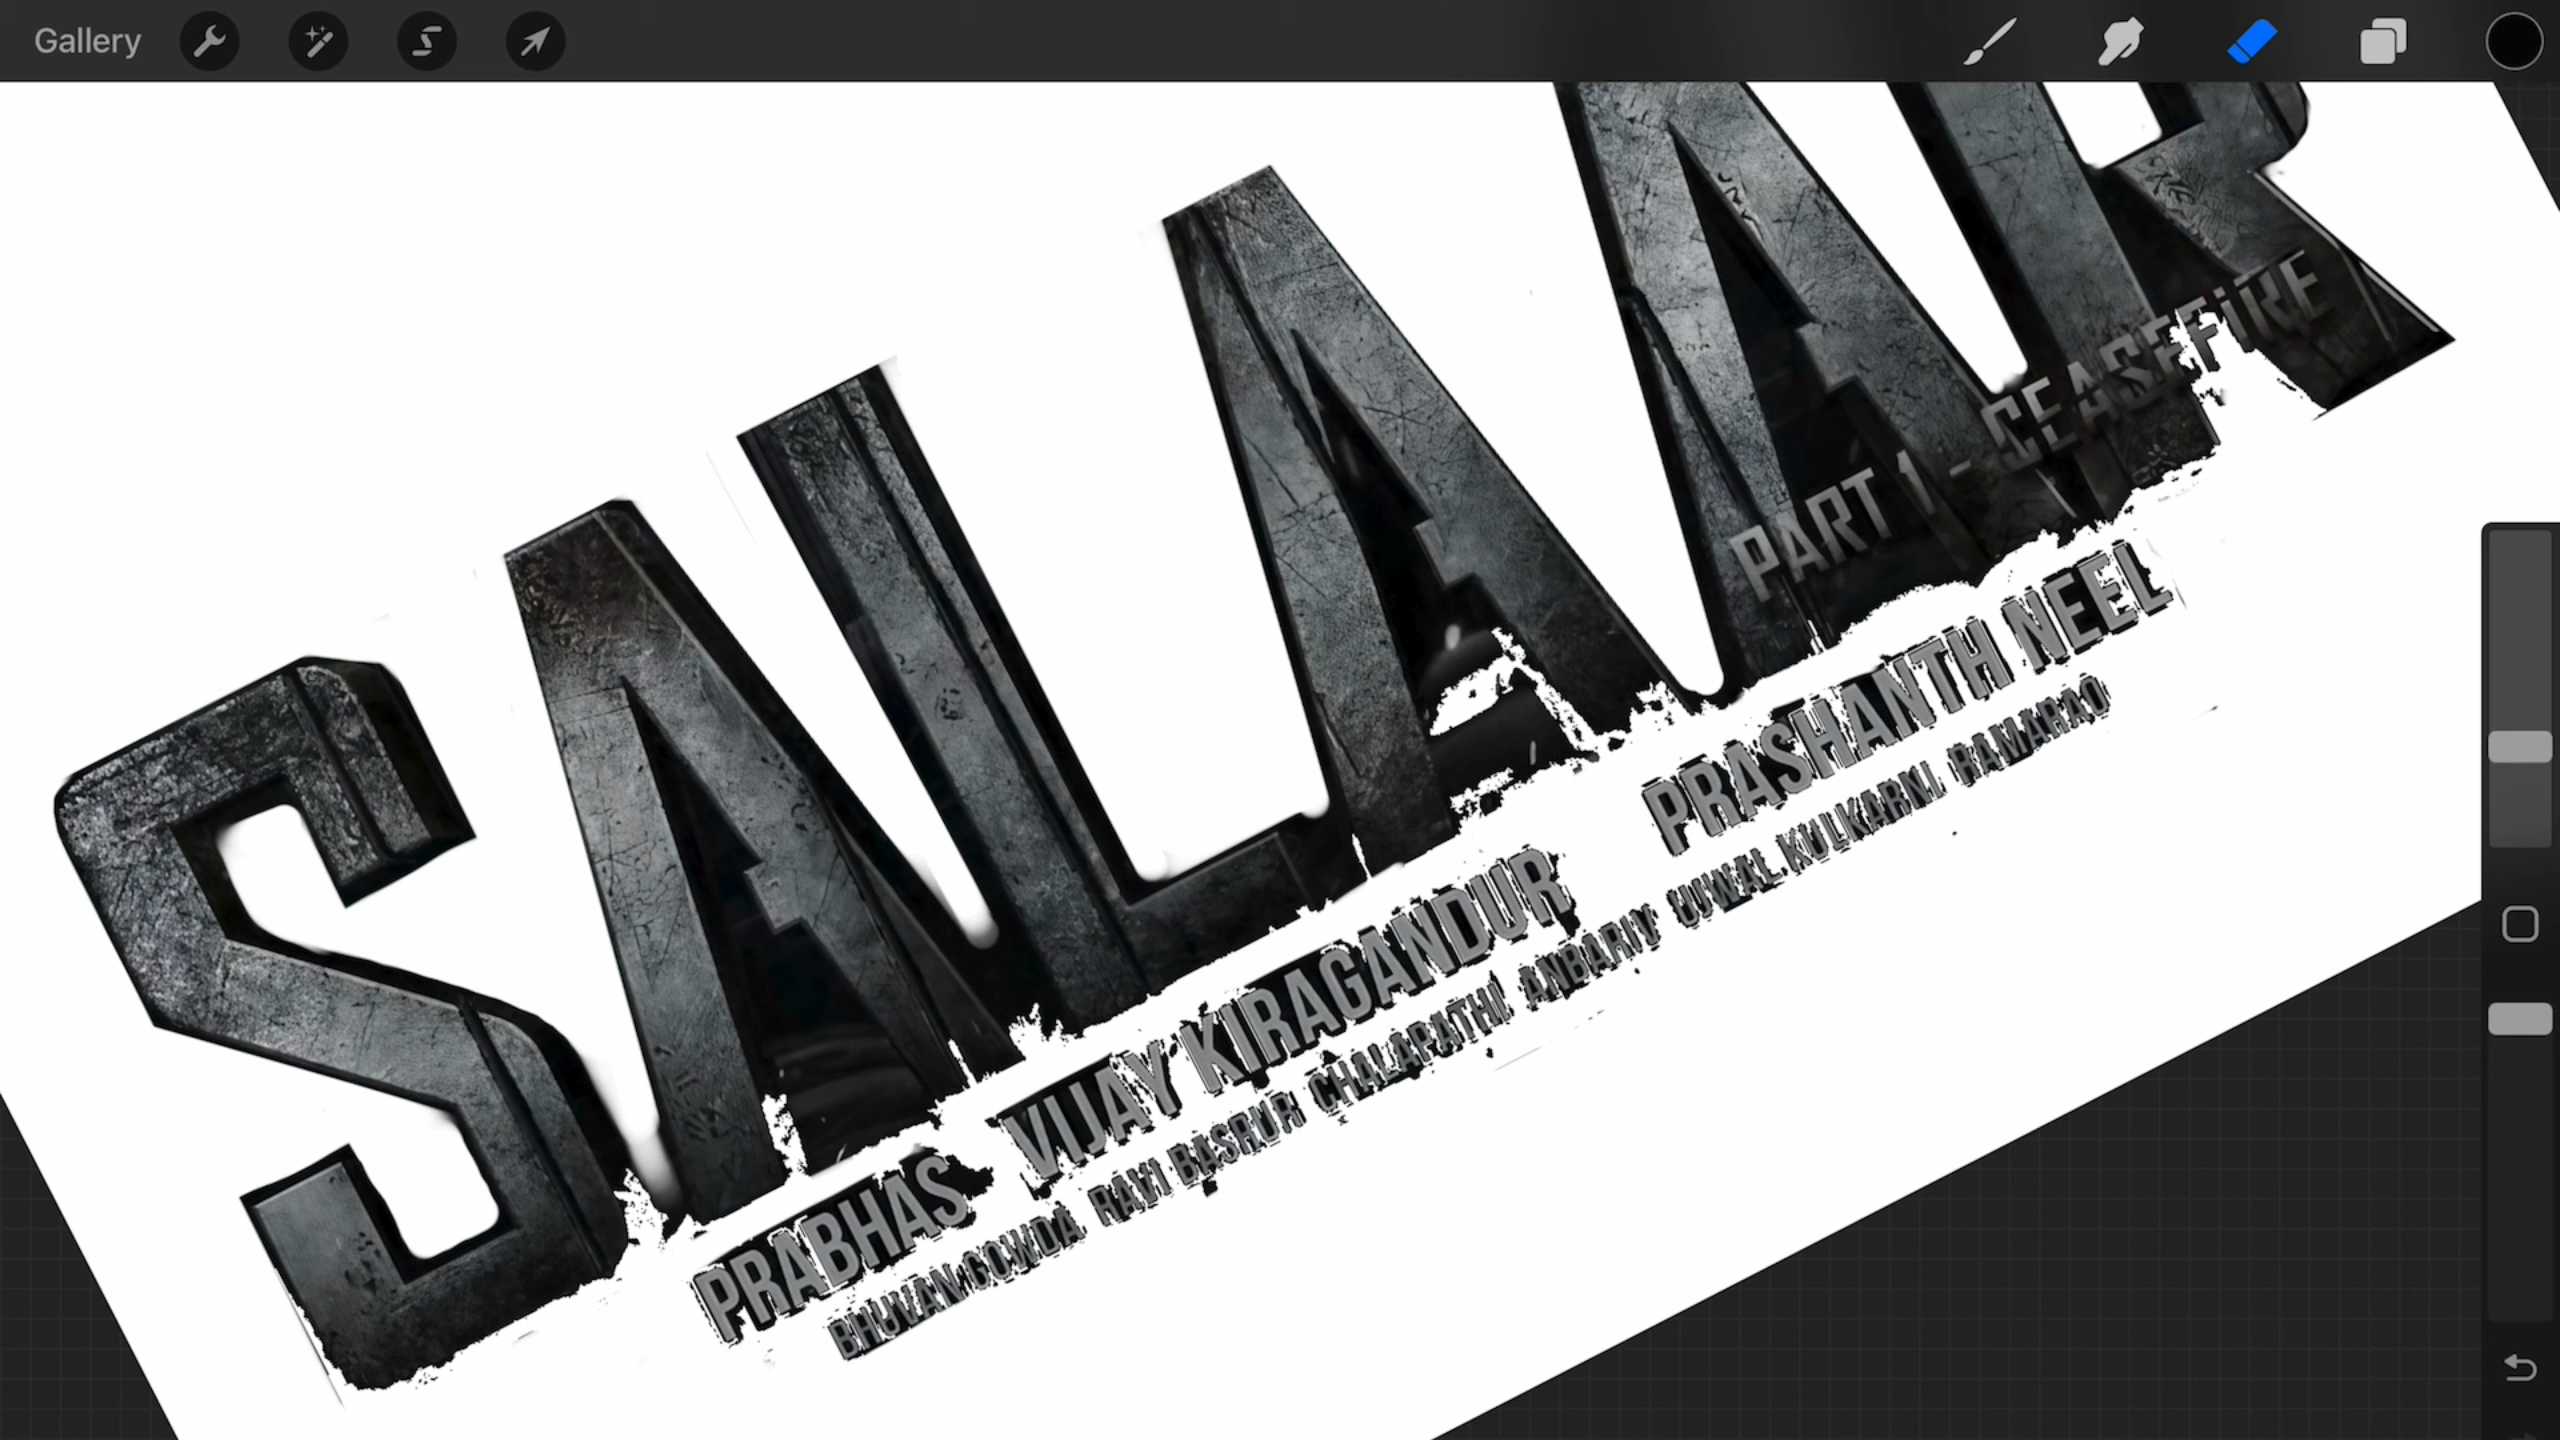 Gallery
SALAAR
PART 1 - CEASEFIRE
PRABHAS VIJAY KIRAGANDUR PRASHANTH NEEL
BHUVAN GOWDA RAVI BASRUR CHALAPATHI ANBARIV UJWAL KULKARNI RAMARAO